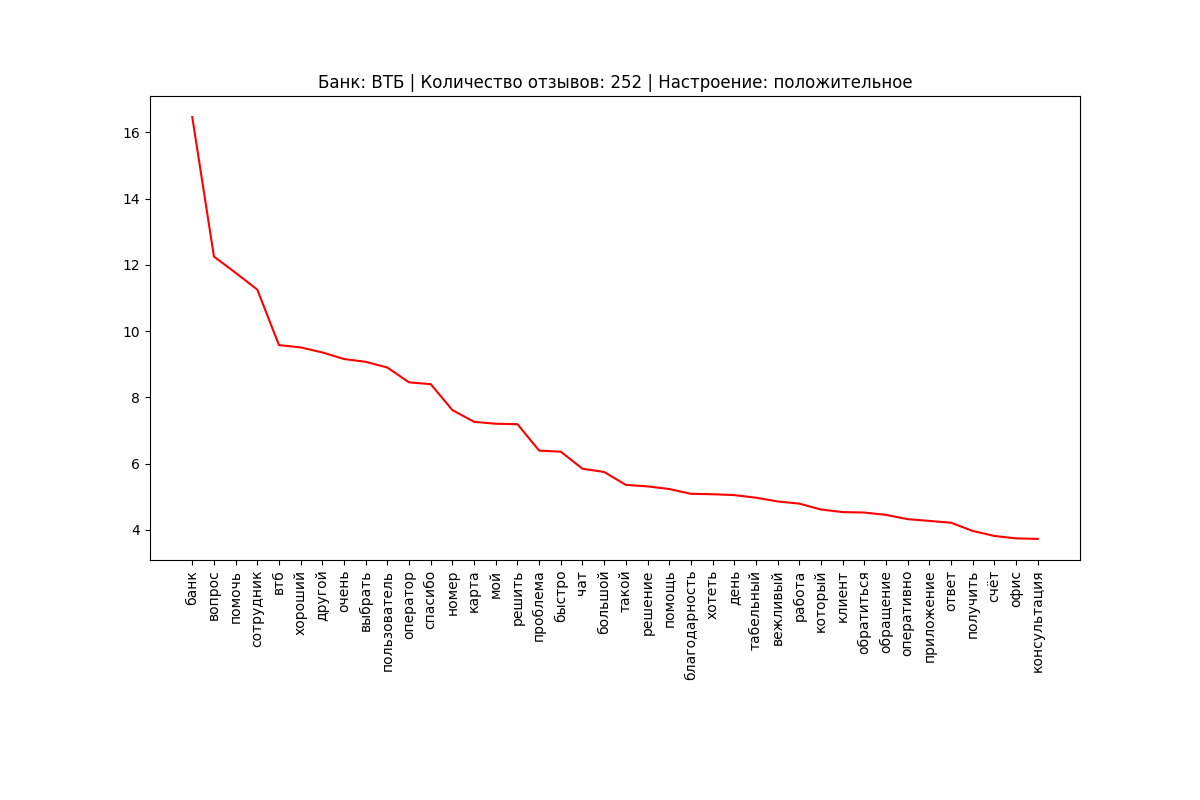 Банк: ВТБ | Количество отзывов: 252 | Настроение: положительное
16
14
12
10
8
6
4
банк
вопрос
помочь
сотрудник
втб
хороший
другой
очень
выбрать
пользователь
оператор
спасибо
номер
карта
мой
решить
проблема
быстро
чат
большой
такой
решение
помощь
благодарность
хотеть
день
табельный
вежливый
работа
который
клиент
обратиться
обращение
оперативно
приложение
ответ
получить
счёт
офис
консультация